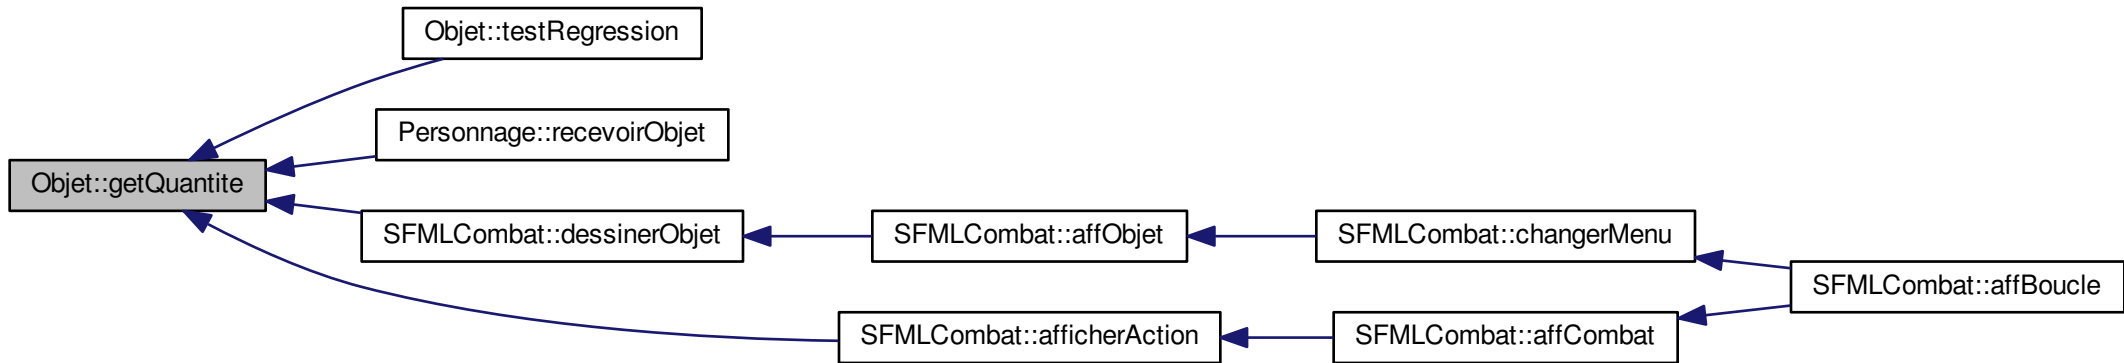 Objet::testRegression
Personnage::recevoirObjet
Objet::getQuantite
SFMLCombat::dessinerObjet
SFMLCombat::affObjet
SFMLCombat::changerMenu
SFMLCombat::affBoucle
SFMLCombat::afficherAction
SFMLCombat::affCombat